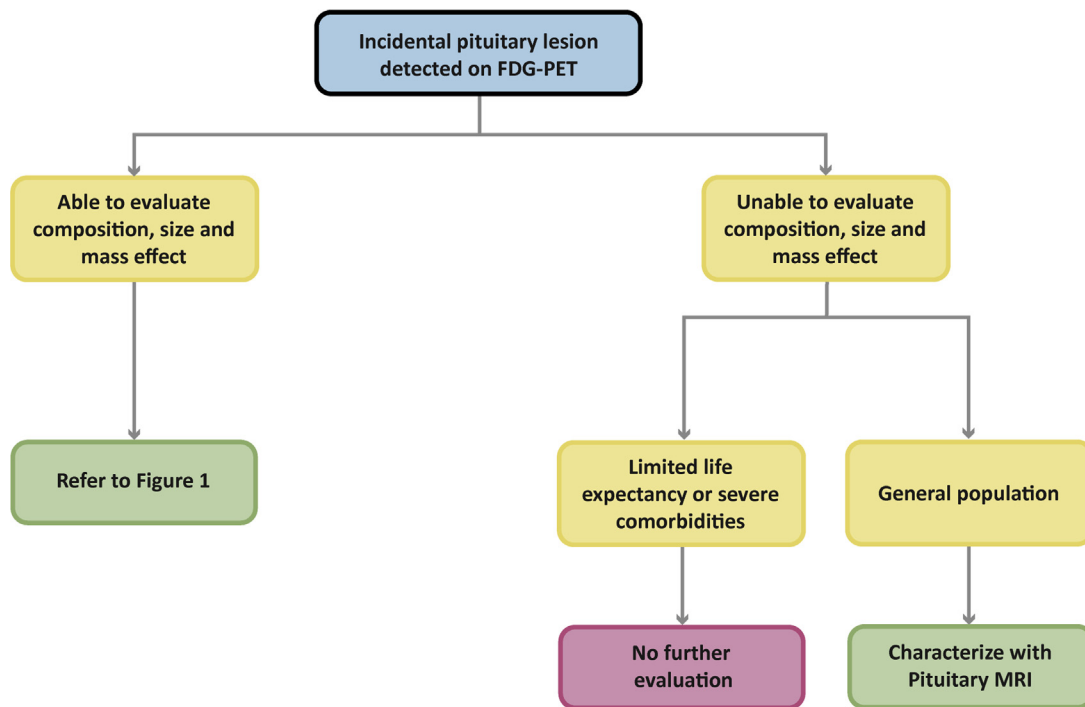 Incidental pituitary lesion
detected on FDG-PET
Able to evaluate
composition, size and
mass effect
Unable to evaluate
composition, size and
mass effect
Refer to Figure 1
Limited life
expectancy or severe
comorbidities
General population
No further
evaluation
Characterize with
Pituitary MRI